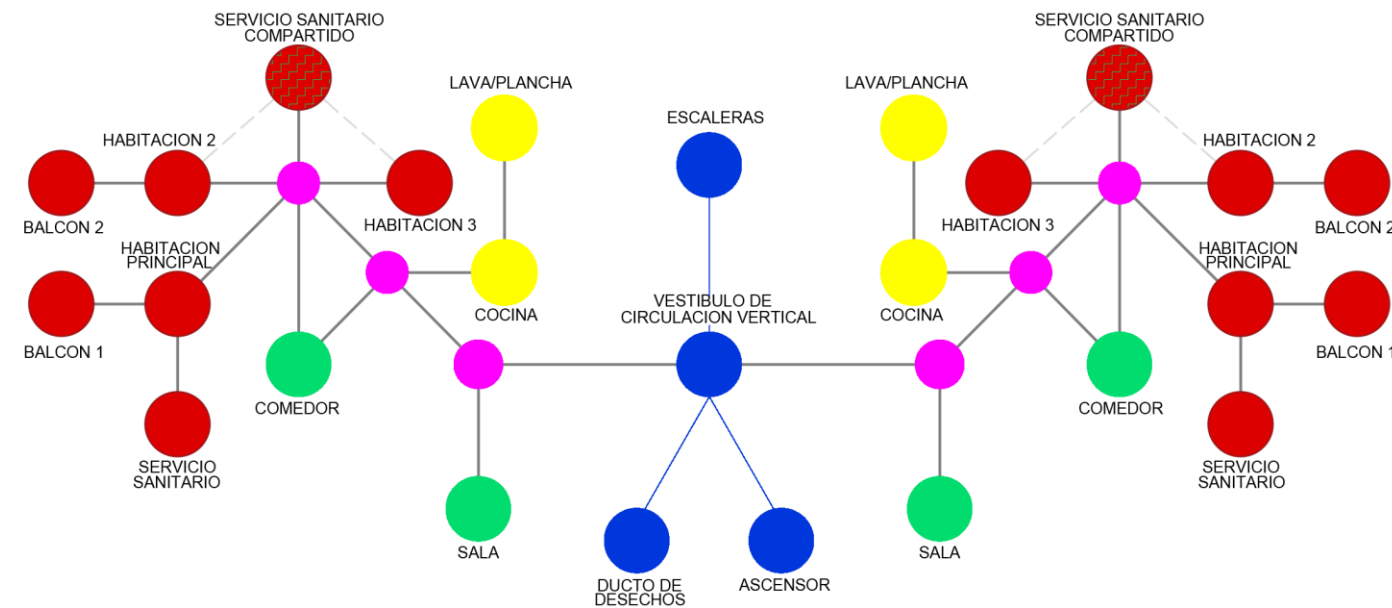 SERVICIO SANITARIO
COMPARTIDO
LAVA/PLANCHA
HABITACION 2
ESCALERAS
BALCON 2
HABITACION 3
HABITACION
PRINCIPAL
BALCON 1
COCINA
VESTIBULO DE
CIRCULACION VERTICAL
COMEDOR
SERVICIO
SANITARIO
SALA
DUCTO DE
DESECHOS
ASCENSOR
SERVICIO SANITARIO
COMPARTIDO
LAVA/PLANCHA
HABITACION 2
HABITACION 3
BALCON 2
HABITACION
PRINCIPAL
COCINA
BALCON 1
COMEDOR
SERVICIO
SANITARIO
SALA